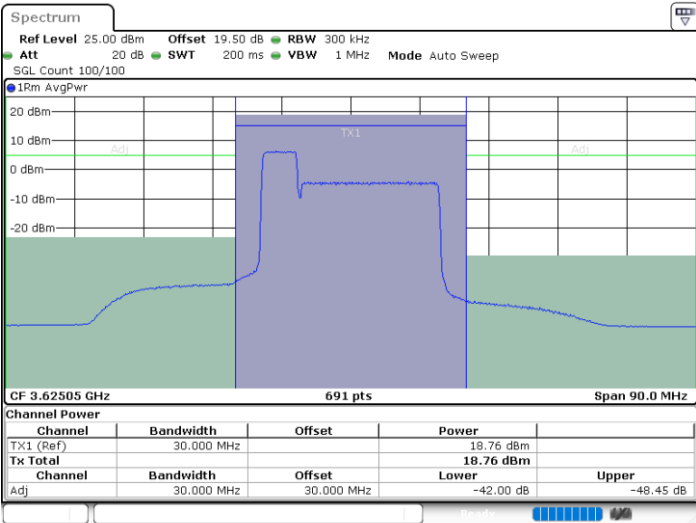 Spectrum
Ref Level 25.00 dBm Offset 19.50 dB RBW 300 kHz
Att 20 dB SWT 200 ms VBW 1 MHz Mode Auto Sweep
SGL Count 100/100
1Rm AvgPwr
20 dBm
TX1
10 dBm
Adj Adj
0 dBm
-10 dBm
-20 dBm
CF 3.62505 GHz 691 pts Span 90.0 MHz
Channel Power
Channel Bandwidth Offset Power
TX1 (Ref) 30.000 MHz 18.76 dBm
Tx Total 18.76 dBm
Channel Bandwidth Offset Lower Upper
Adj 30.000 MHz 30.000 MHz -42.00 dB -48.45 dB
Ready